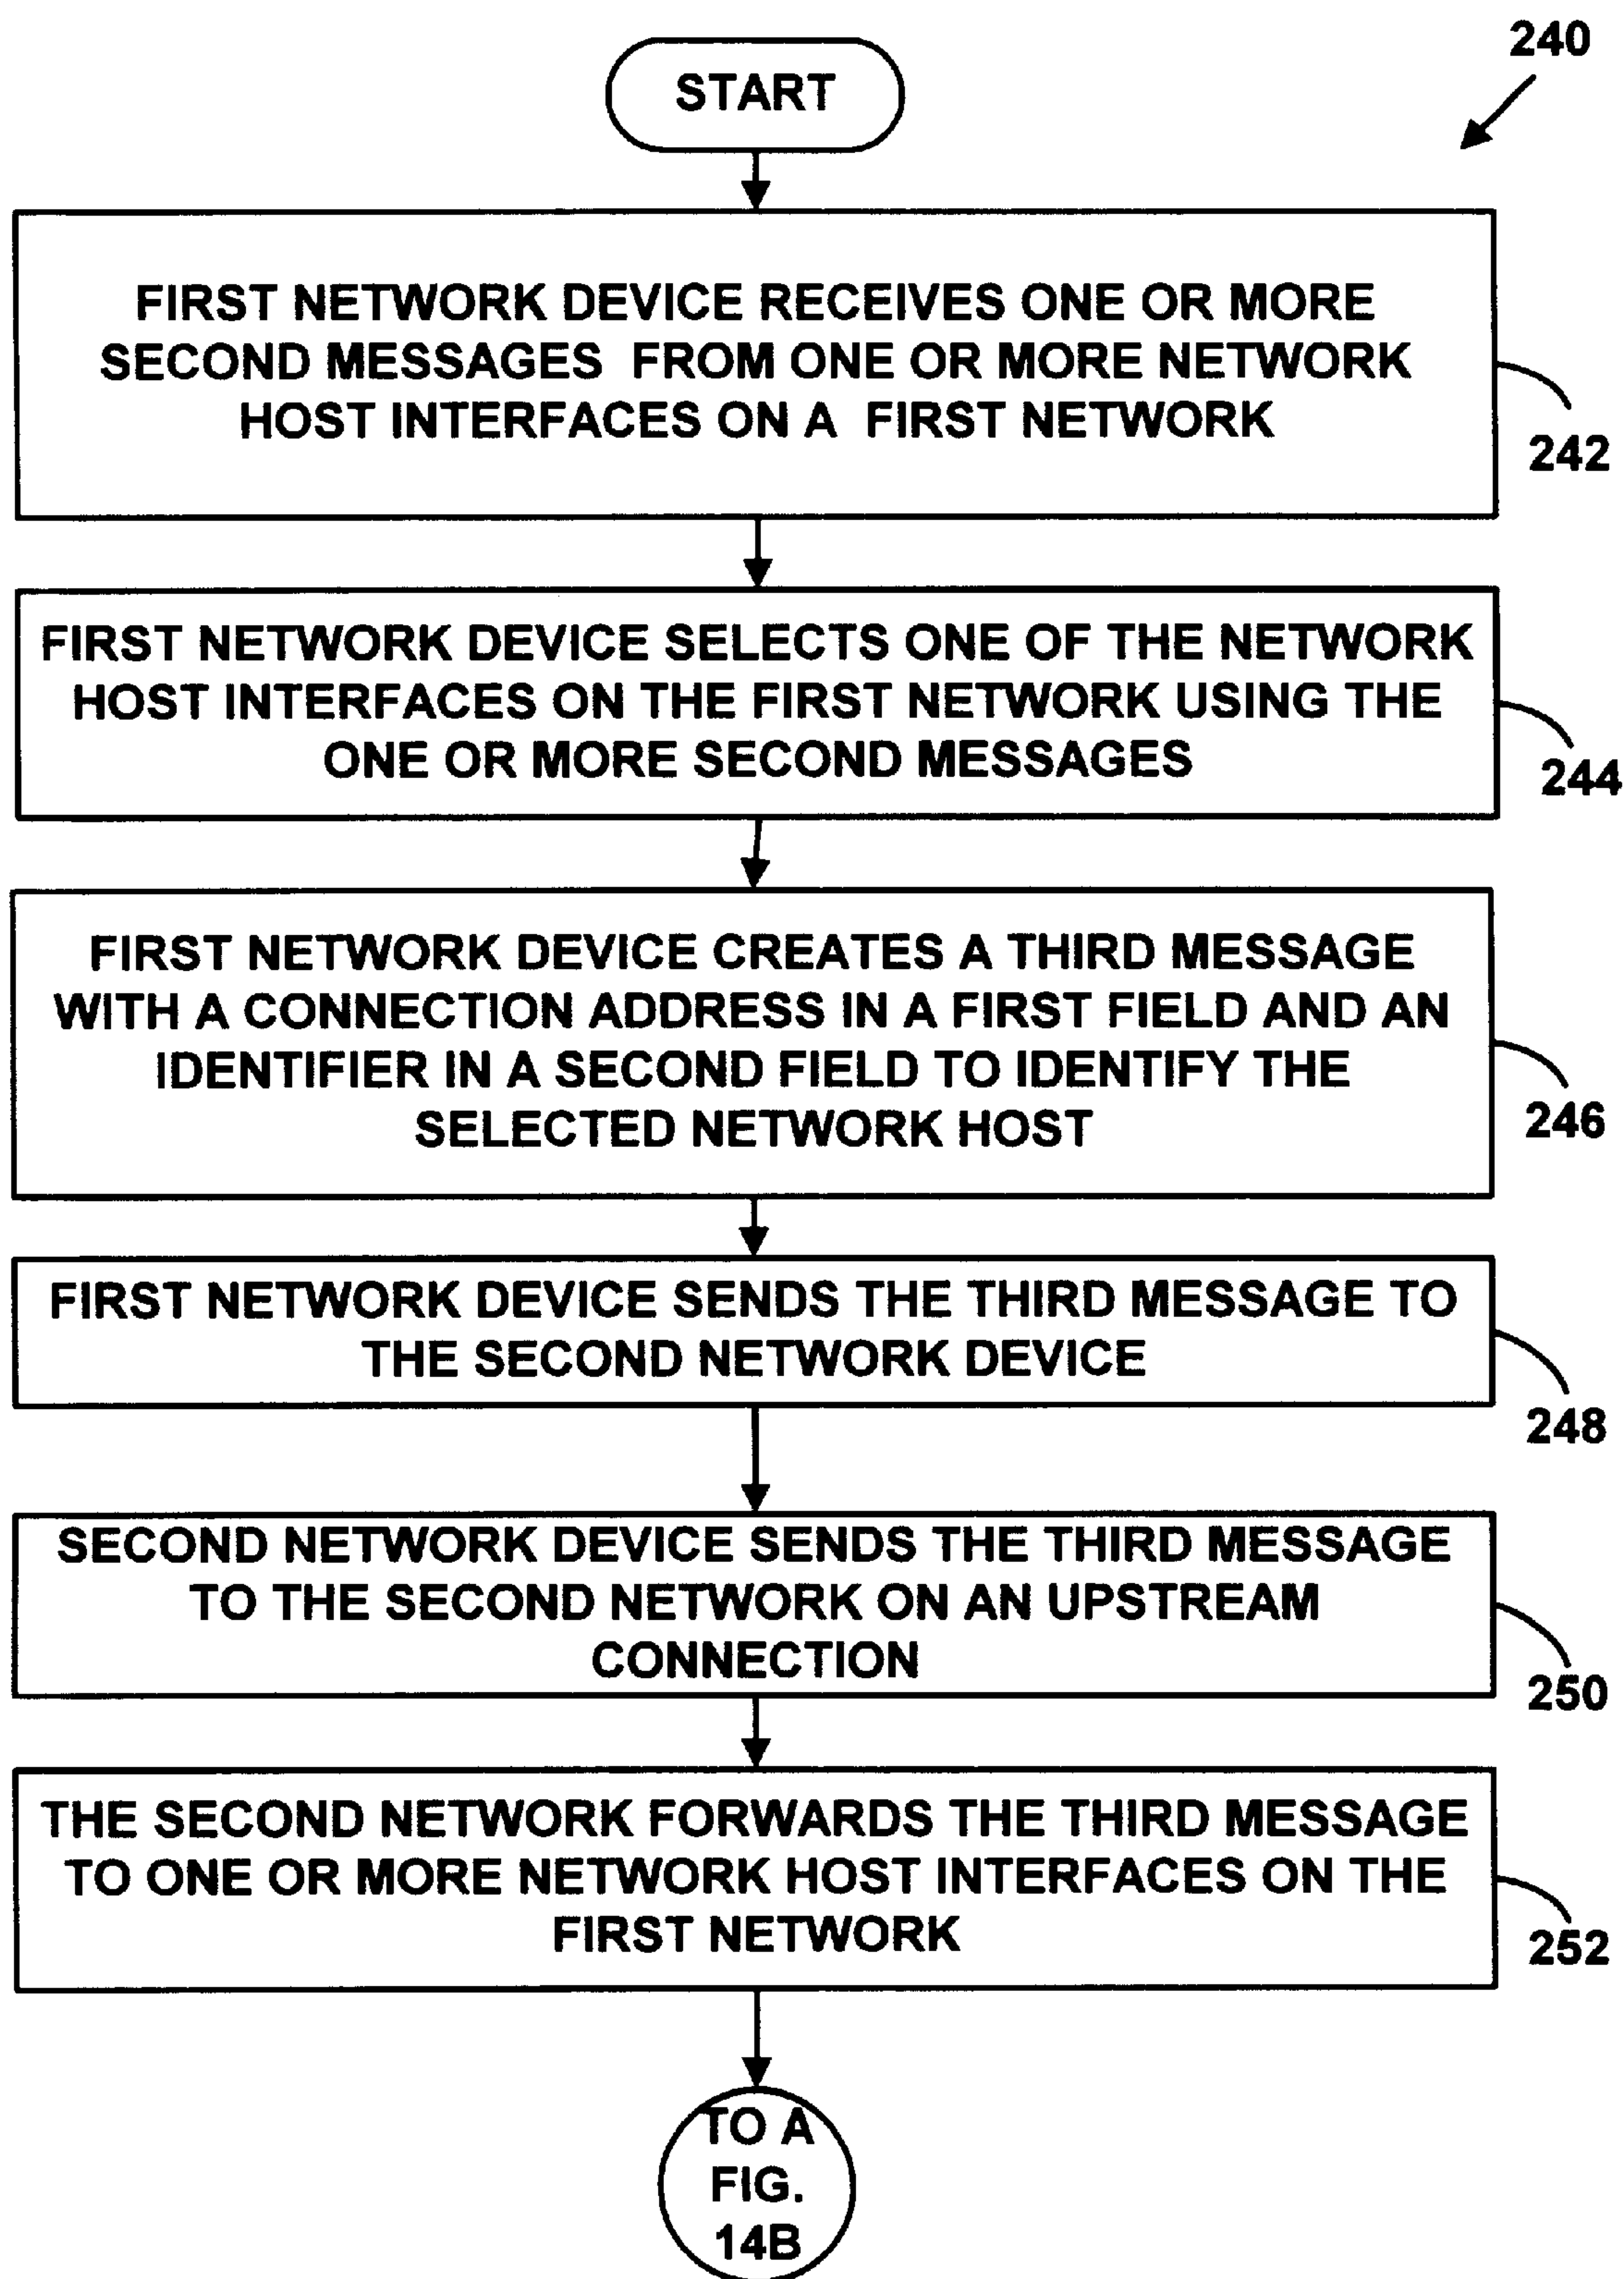 240
START
FIRST NETWORK DEVICE RECEIVES ONE OR MORE
SECOND MESSAGES FROM ONE OR MORE NETWORK
HOST INTERFACES ON A FIRST NETWORK
242
FIRST NETWORK DEVICE SELECTS ONE OF THE NETWORK
HOST INTERFACES ON THE FIRST NETWORK USING THE
ONE OR MORE SECOND MESSAGES
244
FIRST NETWORK DEVICE CREATES A THIRD MESSAGE
WITH A CONNECTION ADDRESS IN A FIRST FIELD AND AN
IDENTIFIER IN A SECOND FIELD TO IDENTIFY THE
SELECTED NETWORK HOST
246
FIRST NETWORK DEVICE SENDS THE THIRD MESSAGE TO
THE SECOND NETWORK DEVICE
248
SECOND NETWORK DEVICE SENDS THE THIRD MESSAGE
TO THE SECOND NETWORK ON AN UPSTREAM
CONNECTION
250
THE SECOND NETWORK FORWARDS THE THIRD MESSAGE
TO ONE OR MORE NETWORK HOST INTERFACES ON THE
FIRST NETWORK
252
TO A
FIG.
14B